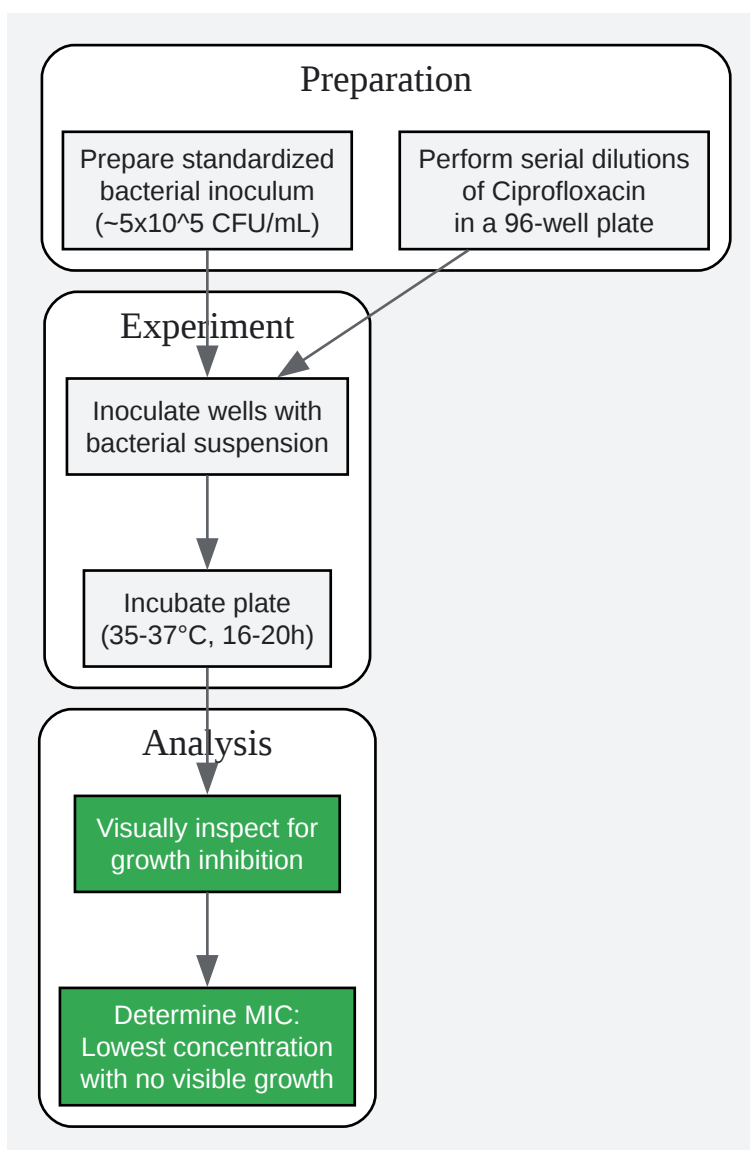 Preparation
Prepare standardized
bacterial inoculum
(~5x10^5 CFU/mL)
Perform serial dilutions
of Ciprofloxacin
in a 96-well plate
Experiment
Inoculate wells with
bacterial suspension
Incubate plate
(35-37°C, 16-20h)
Analysis
Visually inspect for
growth inhibition
Determine MIC:
Lowest concentration
with no visible growth